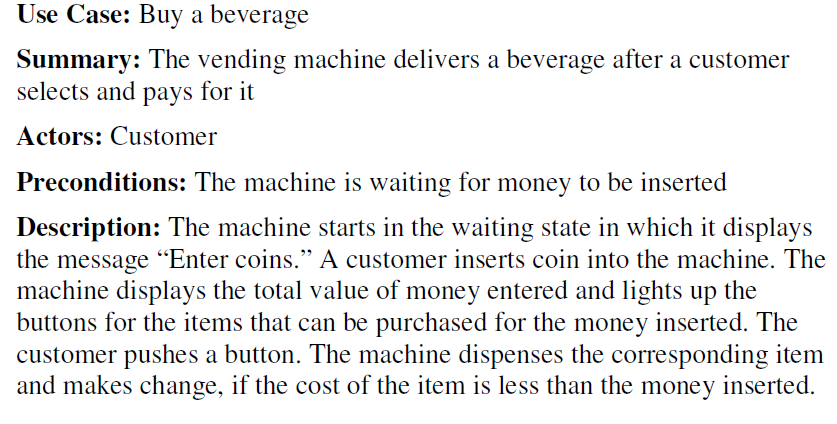 Use Case: Buy a beverage
Summary: The vending machine delivers a beverage after a customer
selects and pays for it
Actors: Customer
Preconditions: The machine is waiting for money to be inserted
Description: The machine starts in the waiting state in which it displays
the message “Enter coins.” A customer inserts coin into the machine. The
machine displays the total value of money entered and lights up the
buttons for the items that can be purchased for the money inserted. The
customer pushes a button. The machine dispenses the corresponding item
and makes change, if the cost of the item is less than the money inserted.